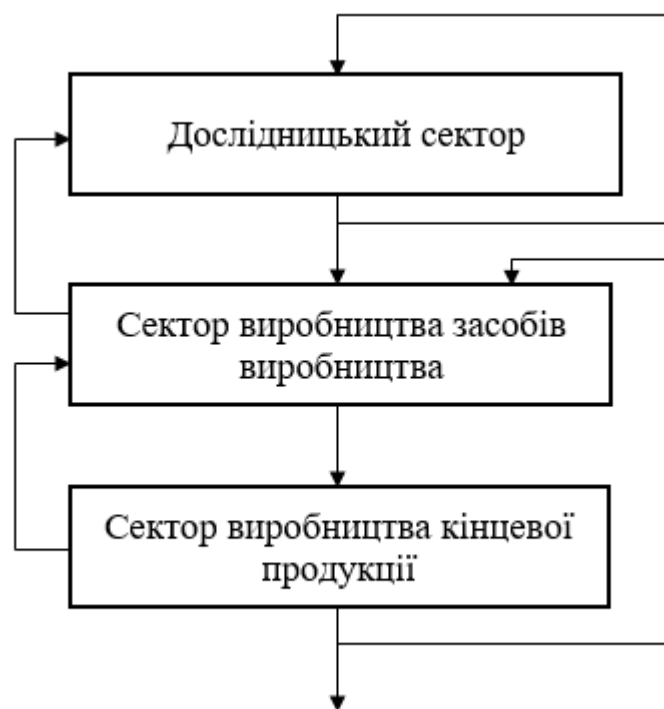 Дослідницький сектор
Сектор виробництва засобів
виробництва
Сектор виробництва кінцевої
продукції